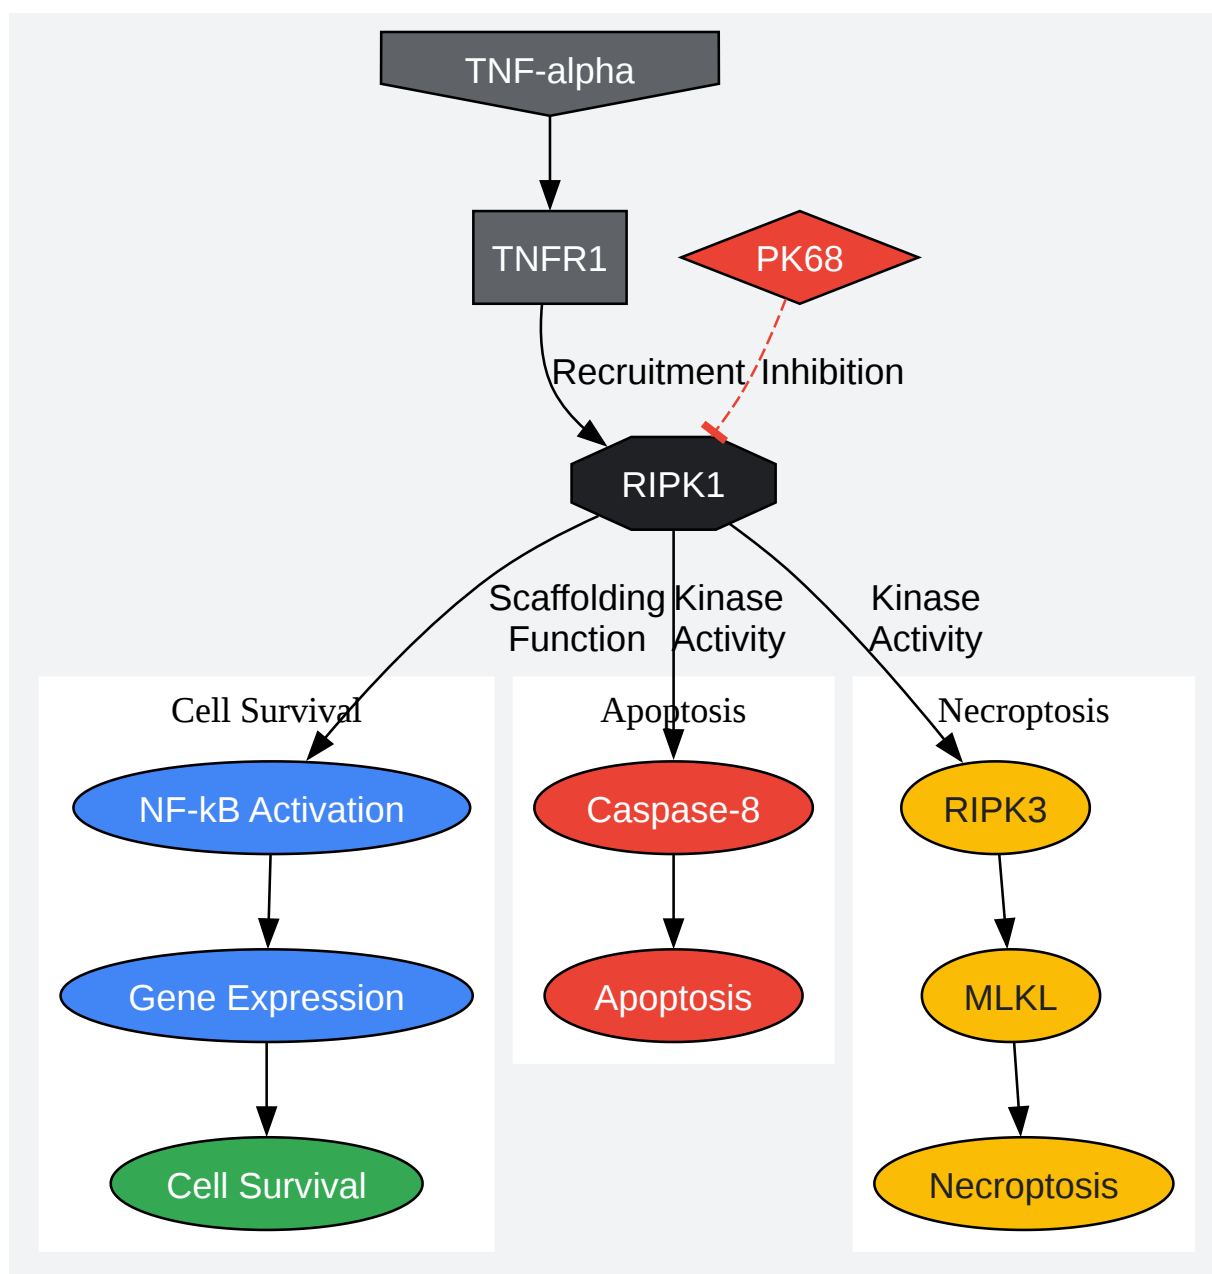 TNF-alpha
TNFR1
PK68
Recruitment
Inhibition
RIPK1
Scaffolding
Function
Kinase
Activity
Kinase
Activity
Cell Survival
NF-kB Activation
Gene Expression
Cell Survival
Apoptosis
Caspase-8
Apoptosis
Necroptosis
RIPK3
MLKL
Necroptosis